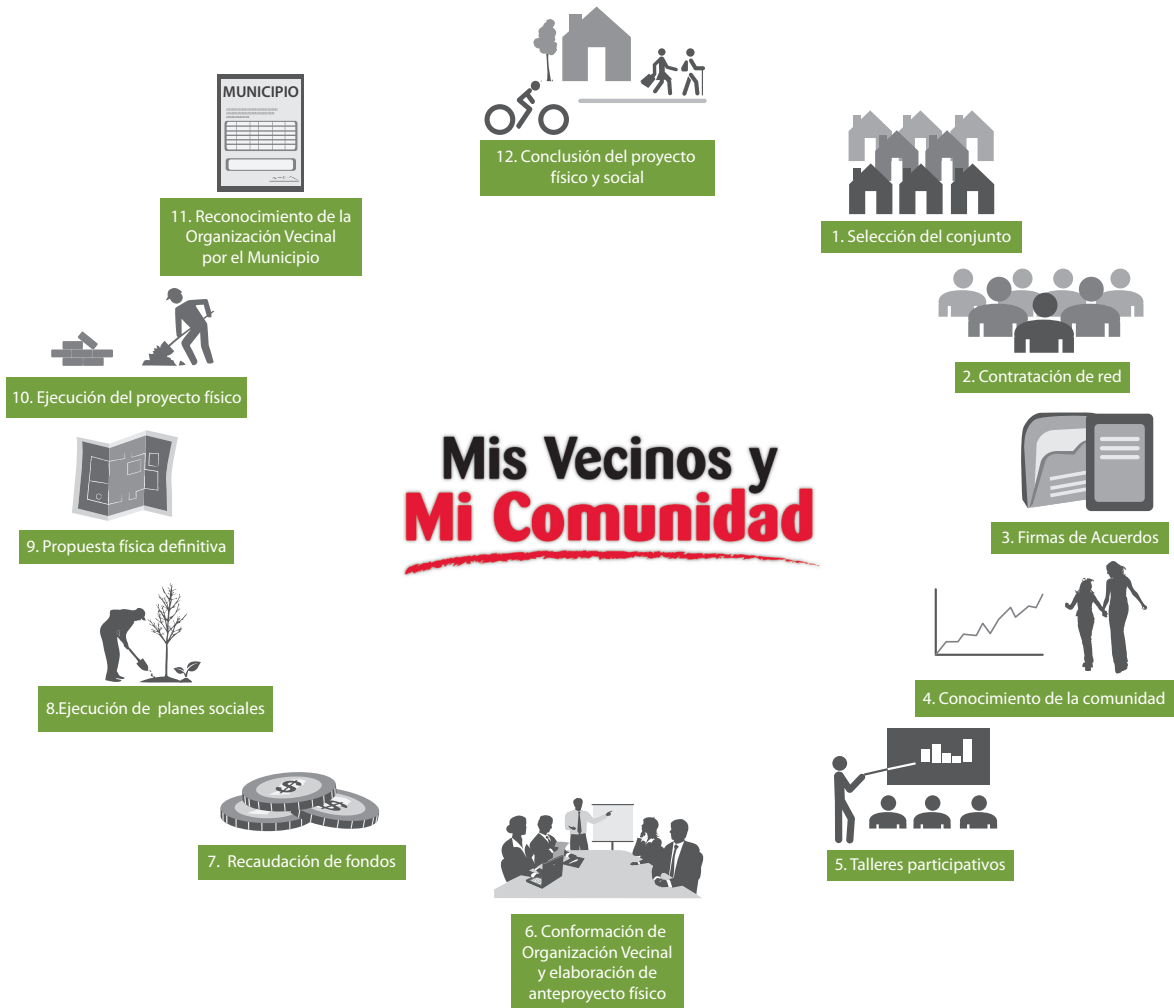 12. Conclusión del proyecto
físico y social
1. Selección del conjunto
2. Contratación de red
3. Firmas de Acuerdos
4. Conocimiento de la comunidad
5. Talleres participativos
6. Conformación de
Organización Vecinal
y elaboración de
anteproyecto físico
7. Recaudación de fondos
$
$
8.Ejecución de planes sociales
9. Propuesta física definitiva
10. Ejecución del proyecto físico
MUNICIPIO
11. Reconocimiento de la
Organización Vecinal
por el Municipio
Mis Vecinos y
Mi Comunidad